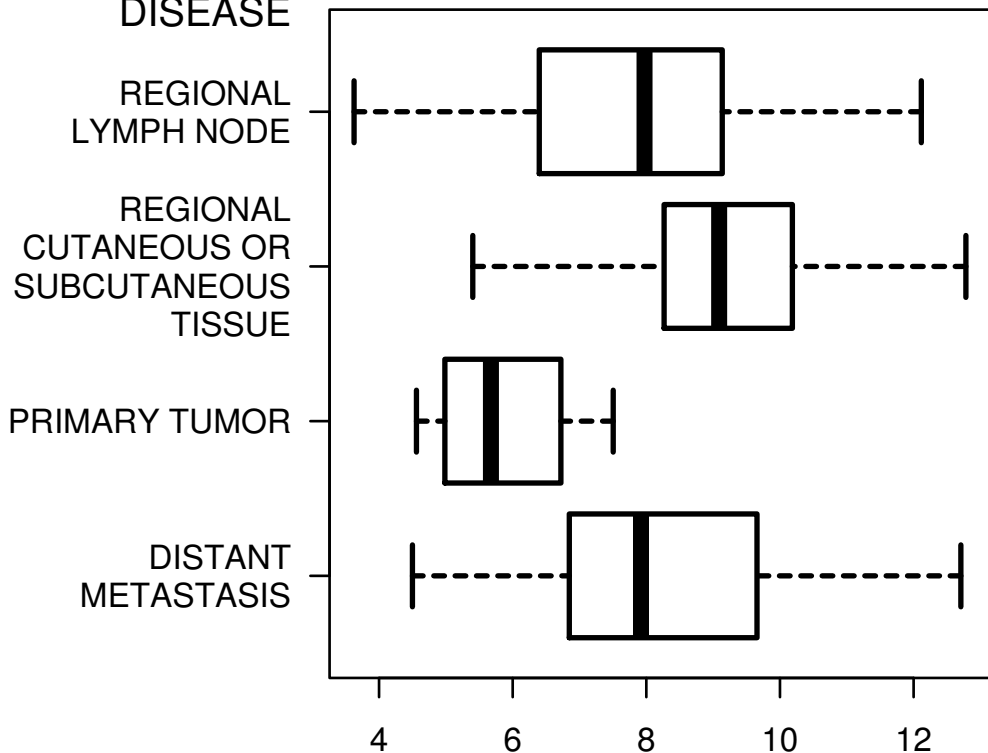 DISEASE
REGIONAL
LYMPH NODE
REGIONAL
CUTANEOUS OR
SUBCUTANEOUS
TISSUE
PRIMARY TUMOR
DISTANT
METASTASIS
4 6 8 10 12